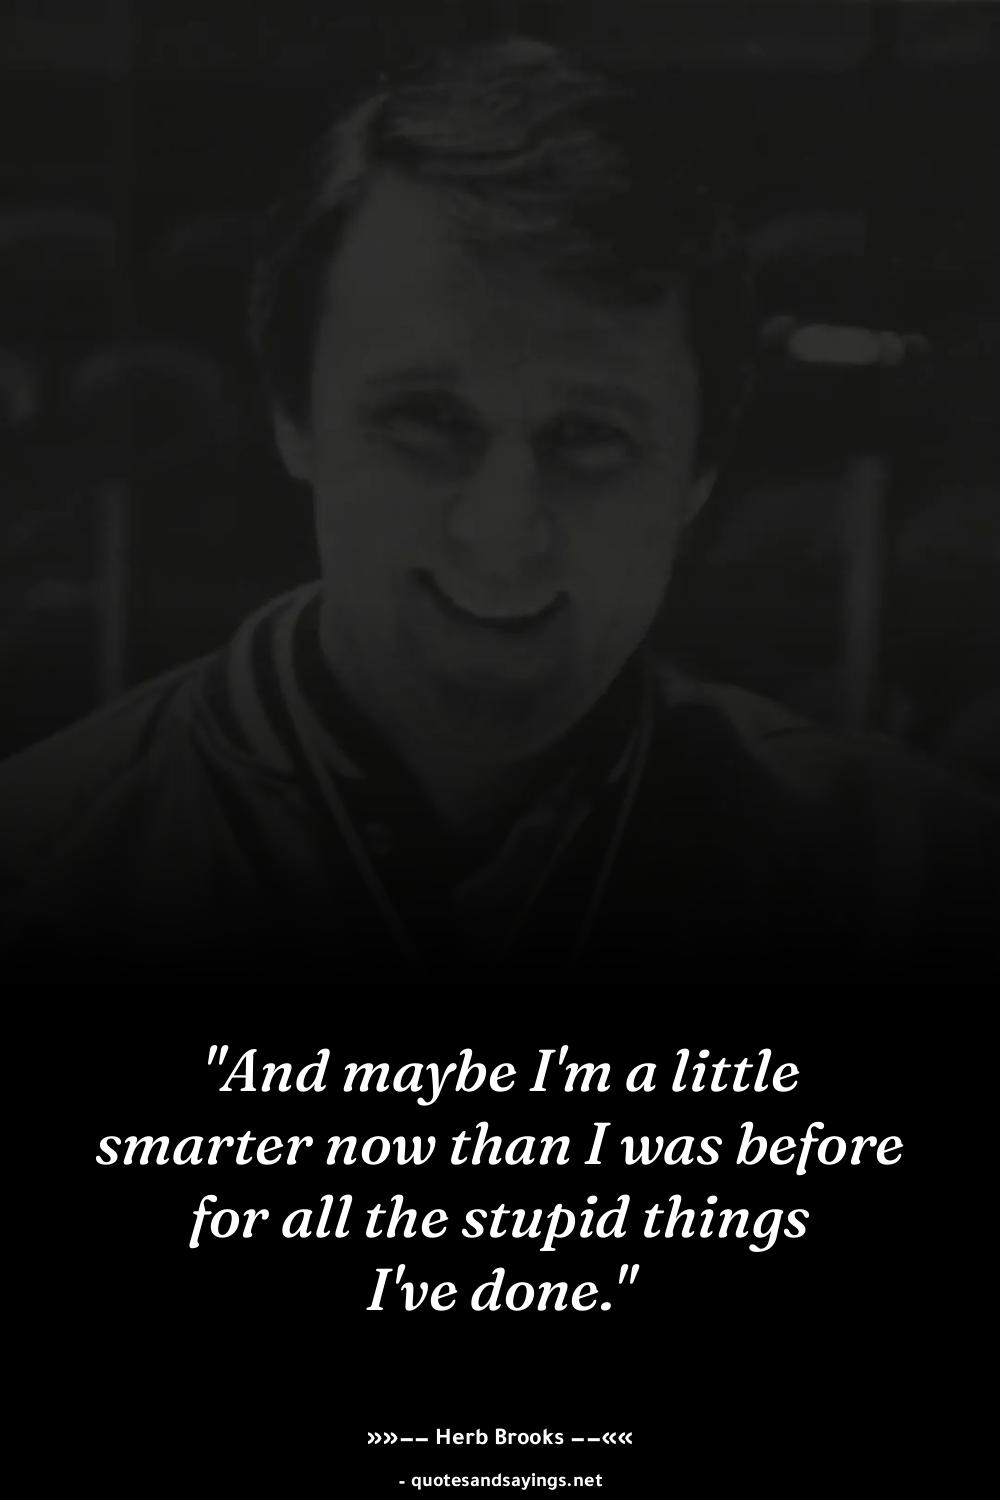 "And maybe I'm a little
smarter now than I was before
for all the stupid things
I've done."
»»−− Herb Brooks −−««
- quotesandsayings.net